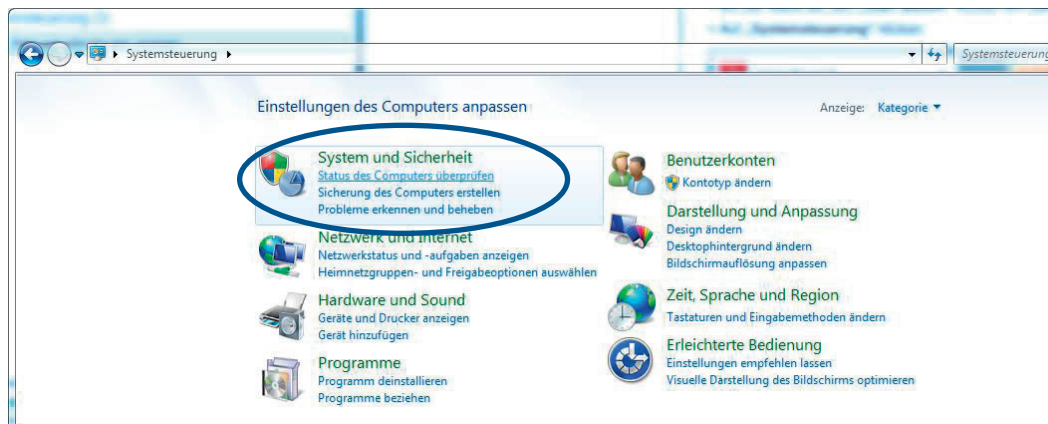 Systemsteuerung
Systemsteuerung
Einstellungen des Computers anpassen
Anzeige: Kategorie
System und Sicherheit
Status des Computers überprüfen
Sicherung des Computers erstellen
Probleme erkennen und beheben
Netzwerk und Internet
Netzwerkstatus und -aufgaben anzeigen
Heimnetzgruppen- und Freigabeoptionen auswählen
Hardware und Sound
Geräte und Drucker anzeigen
Gerät hinzufügen
Programme
Programm deinstallieren
Programme beziehen
Benutzerkonten
Kontotyp ändern
Darstellung und Anpassung
Design ändern
Desktophintergrund ändern
Bildschirmauflösung anpassen
Zeit, Sprache und Region
Tastaturen und Eingabemethoden ändern
Erleichterte Bedienung
Einstellungen empfehlen lassen
Visuelle Darstellung des Bildschirms optimieren